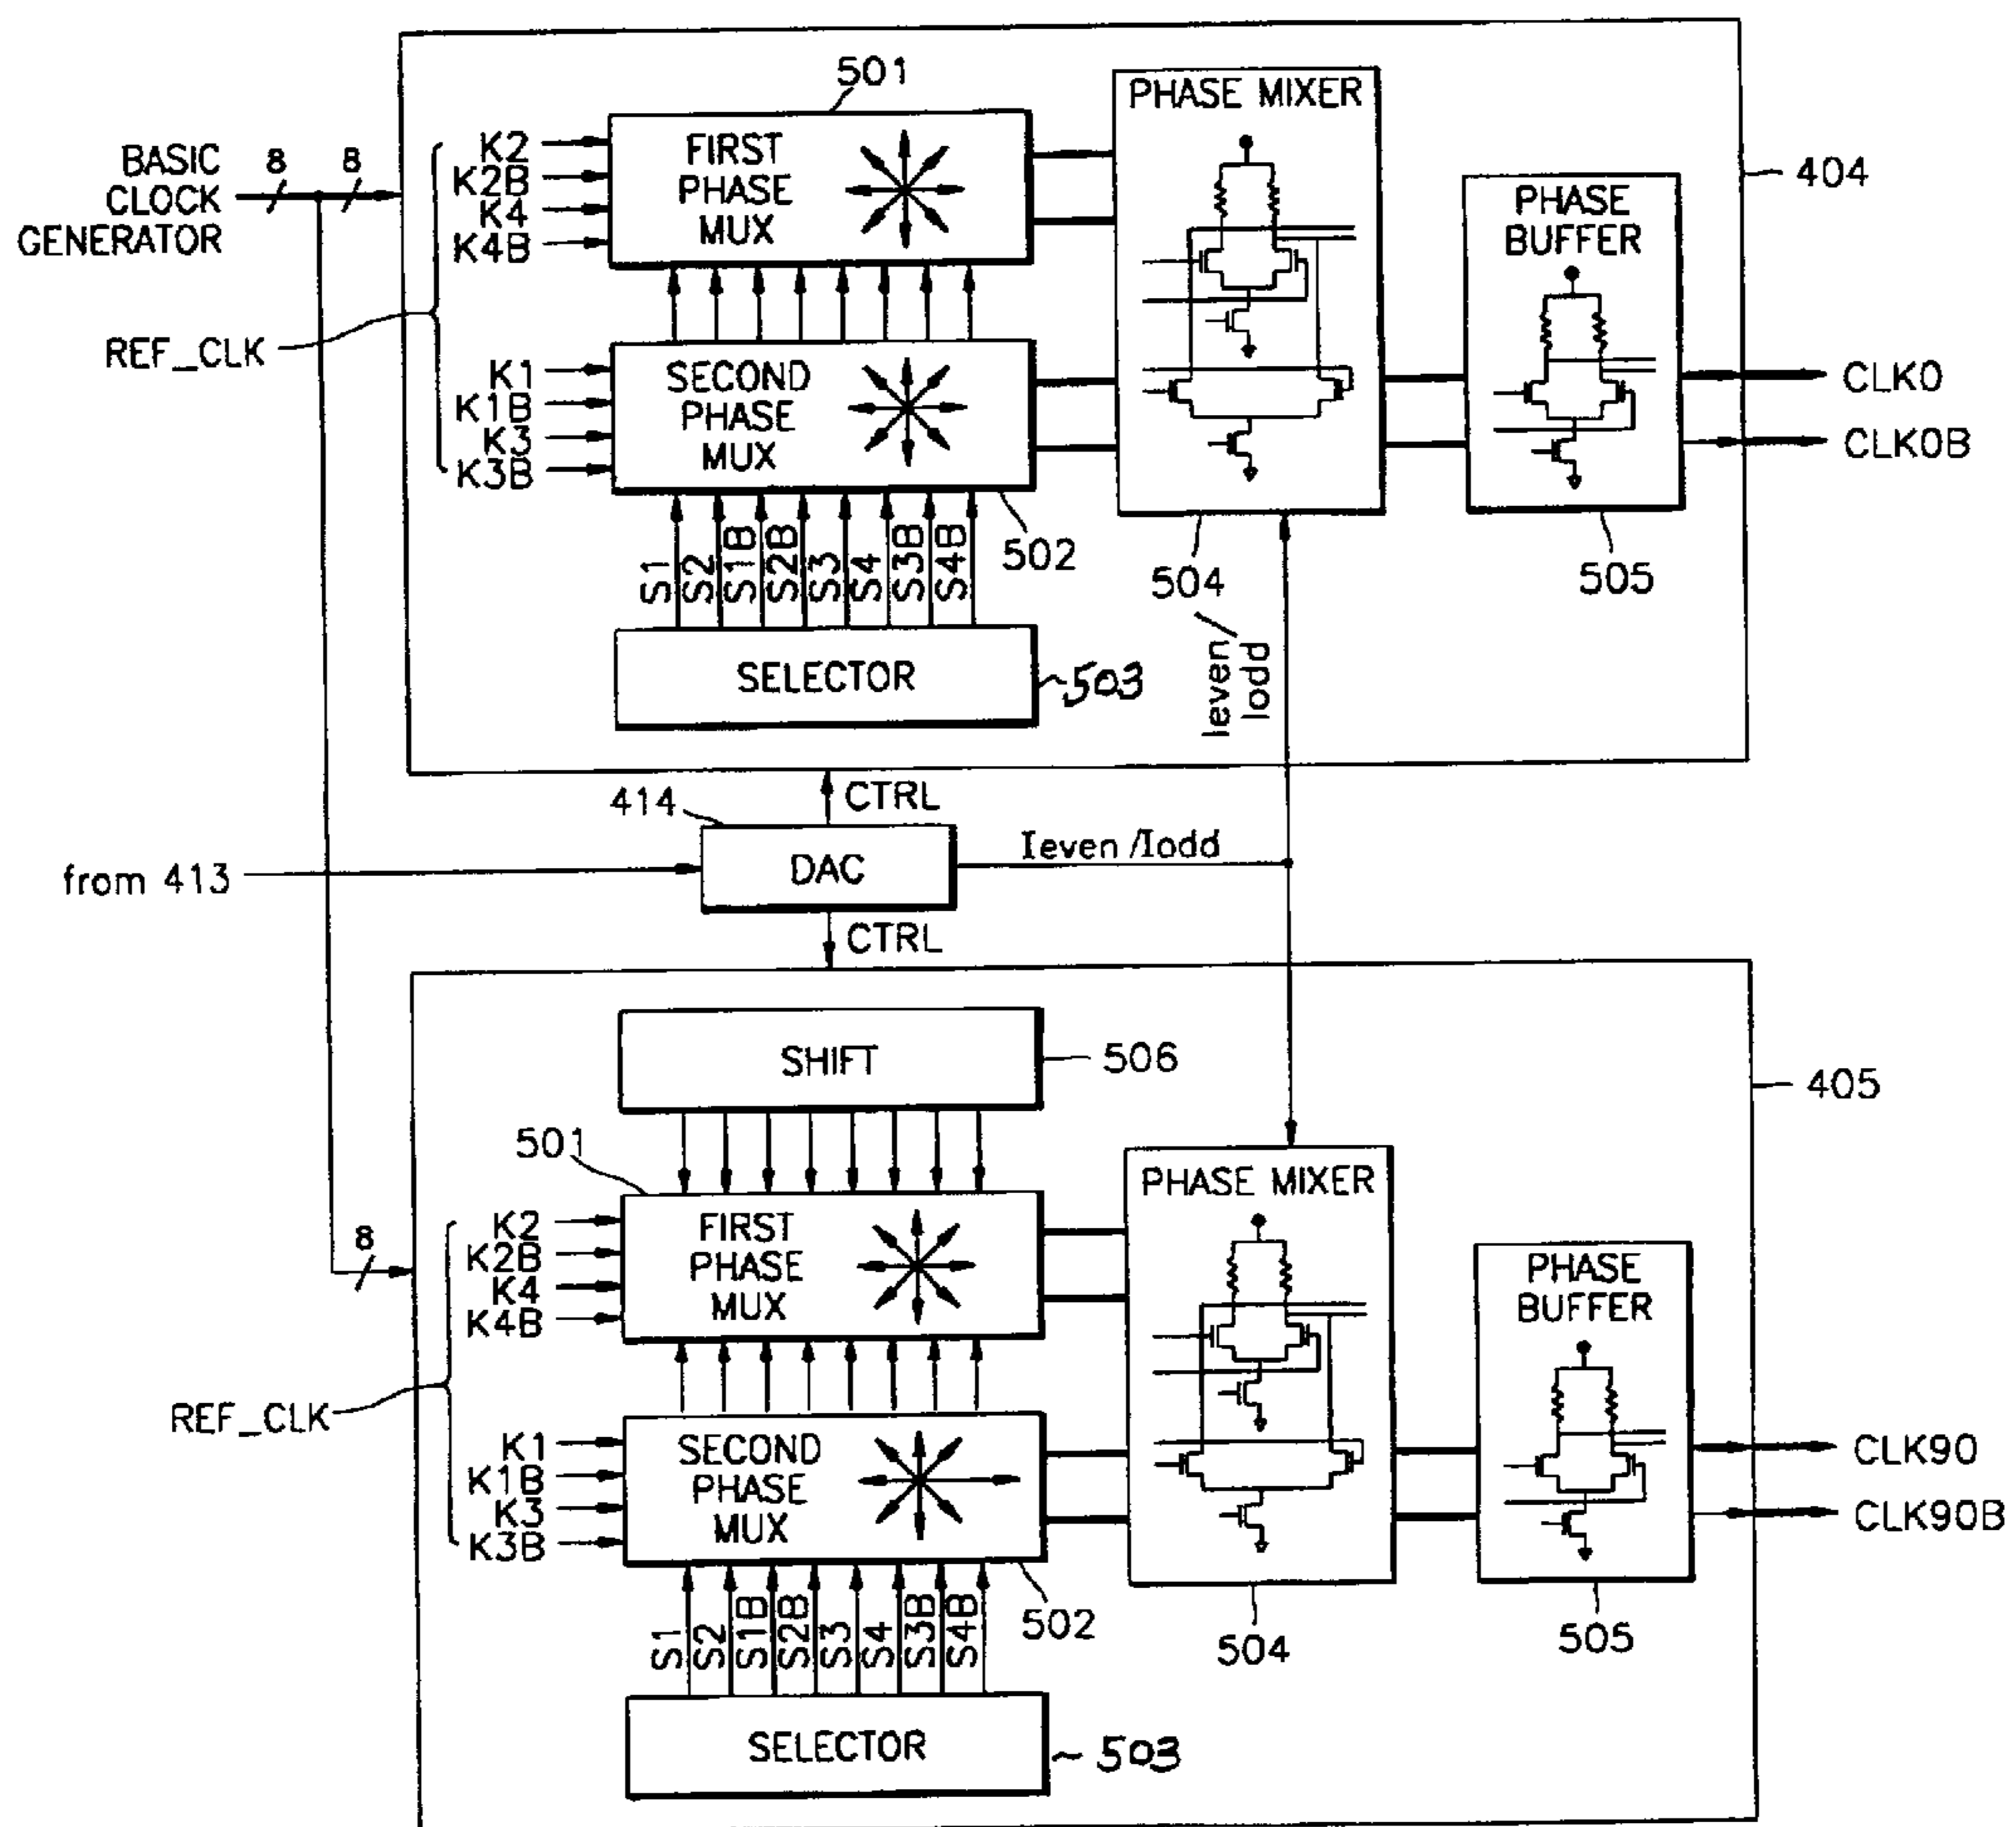 BASIC
CLOCK
GENERATOR
8
8
REF_CLK
K2
K2B
K4
K4B
K1
K1B
K3
K3B
501
FIRST
PHASE
MUX
SECOND
PHASE
MUX
502
S1
S2
S1B
S2B
S3
S4
S3B
S4B
SELECTOR
503
PHASE MIXER
504
Ieven/
Iodd
PHASE
BUFFER
505
404
CLK0
CLK0B
CTRL
414
DAC
from 413
Ieven/Iodd
CTRL
SHIFT
506
405
501
8
REF_CLK
K2
K2B
K4
K4B
K1
K1B
K3
K3B
FIRST
PHASE
MUX
SECOND
PHASE
MUX
502
S1
S2
S1B
S2B
S3
S4
S3B
S4B
SELECTOR
503
PHASE MIXER
504
PHASE
BUFFER
505
CLK90
CLK90B